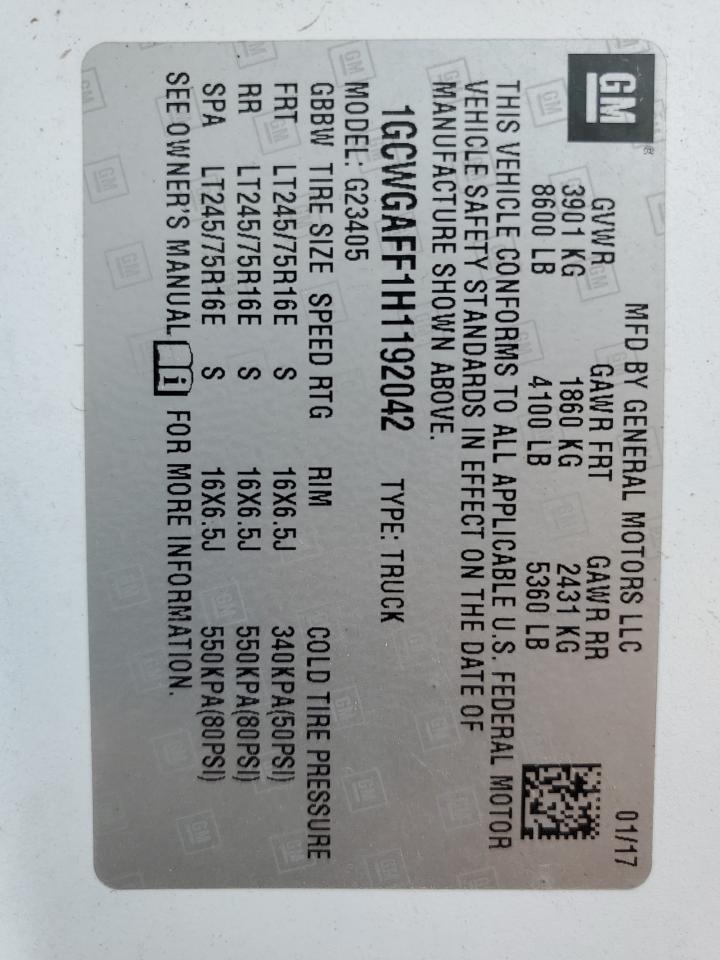 GM
MFD BY GENERAL MOTORS LLC 01/17
GVWR GAWR FRT GAWR RR
3901 KG 1860 KG 2431 KG
8600 LB 4100 LB 5360 LB
THIS VEHICLE CONFORMS TO ALL APPLICABLE U.S. FEDERAL MOTOR
VEHICLE SAFETY STANDARDS IN EFFECT ON THE DATE OF
MANUFACTURE SHOWN ABOVE.
1GCWGAFF1H1192042 TYPE: TRUCK
MODEL: G23405
GBBW TIRE SIZE SPEED RTG RIM COLD TIRE PRESSURE
FRT LT245/75R16E S 16X6.5J 340KPA(50PSI)
RR LT245/75R16E S 16X6.5J 550KPA(80PSI)
SPA LT245/75R16E S 16X6.5J 550KPA(80PSI)
SEE OWNER'S MANUAL i FOR MORE INFORMATION.